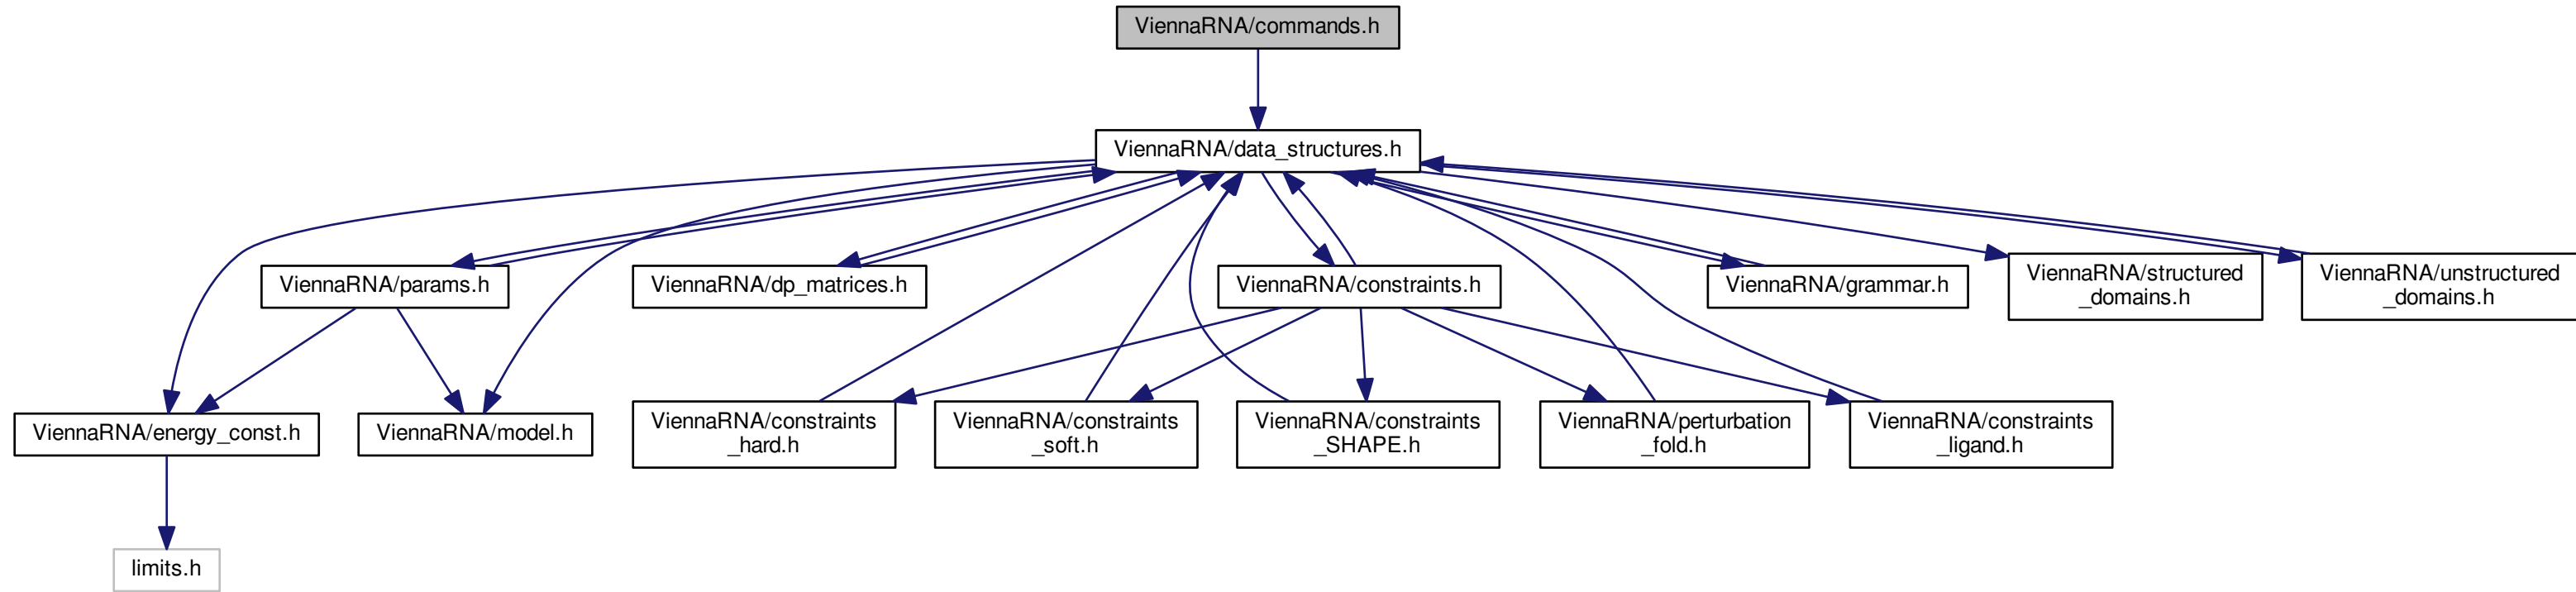 ViennaRNA/commands.h
ViennaRNA/data_structures.h
ViennaRNA/params.h
ViennaRNA/dp_matrices.h
ViennaRNA/constraints.h
ViennaRNA/grammar.h
ViennaRNA/structured
_domains.h
ViennaRNA/unstructured
_domains.h
ViennaRNA/energy_const.h
ViennaRNA/model.h
ViennaRNA/constraints
_hard.h
ViennaRNA/constraints
_soft.h
ViennaRNA/constraints
_SHAPE.h
ViennaRNA/perturbation
_fold.h
ViennaRNA/constraints
_ligand.h
limits.h